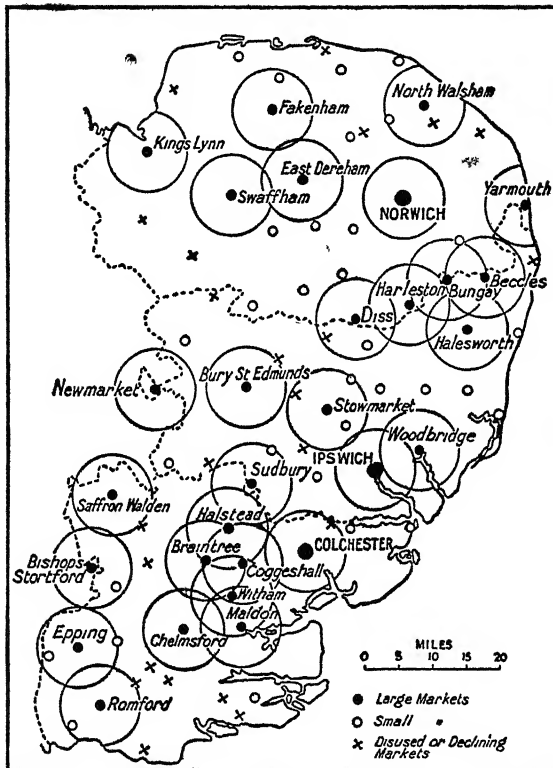 North Walsham
Fakenham
Kings Lynn
East Dereham
Swaffham
NORWICH
Yarmouth
Harleston
Bungay
Beccles
Diss
Halesworth
Newmarket
Bury St Edmunds
Stowmarket
Woodbridge
IPSWICH
Sudbury
Saffron Walden
Halstead
Braintree
COLCHESTER
Bishops
Stortford
Coggeshall
Witham
Maldon
Chelmsford
Epping
Romford
MILES
0 5 10 20
Large Markets
Small "
Disused or Declining
Markets